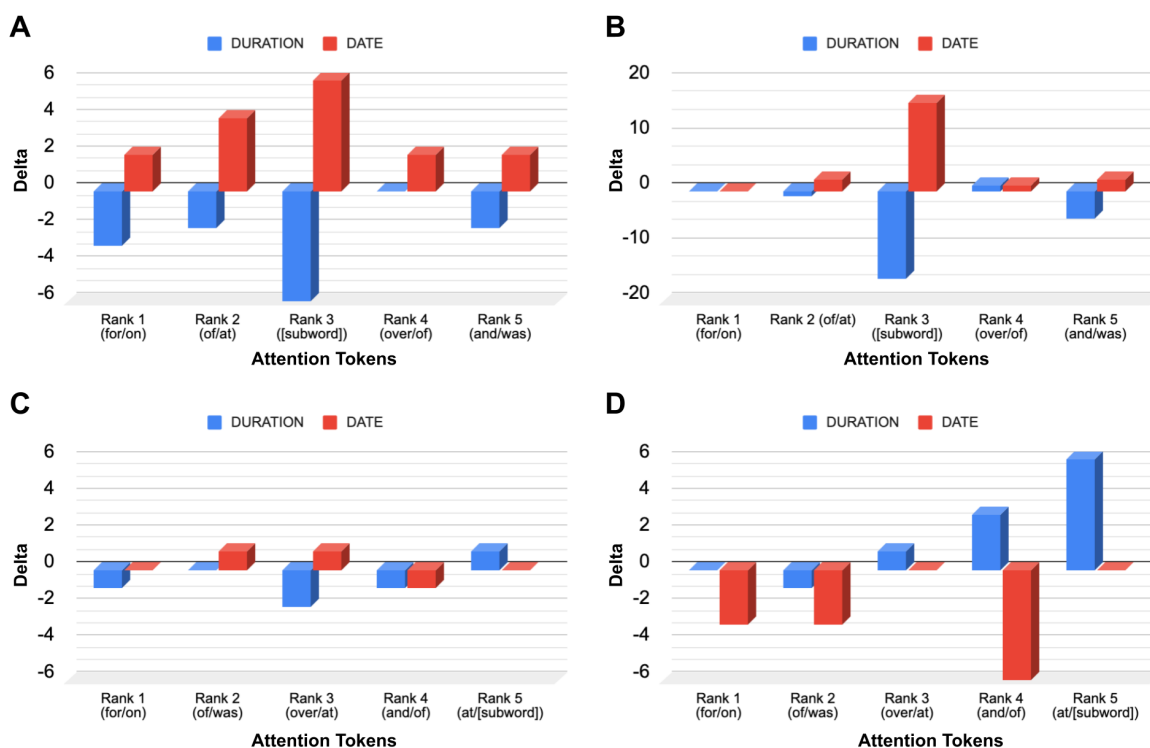 A
DURATION DATE
6
4
2
0
-2
-4
-6
Delta
Rank 1
(for/on)
Rank 2
(of/at)
Rank 3
([subword])
Rank 4
(over/of)
Rank 5
(and/was)
Attention Tokens
B
DURATION DATE
20
10
0
-10
-20
Delta
Rank 1
(for/on)
Rank 2 (of/at)
Rank 3
([subword])
Rank 4
(over/of)
Rank 5
(and/was)
Attention Tokens
C
DURATION DATE
6
4
2
0
-2
-4
-6
Delta
Rank 1
(for/on)
Rank 2
(of/was)
Rank 3
(over/at)
Rank 4
(and/of)
Rank 5
(at/[subword])
Attention Tokens
D
DURATION DATE
6
4
2
0
-2
-4
-6
Delta
Rank 1
(for/on)
Rank 2
(of/was)
Rank 3
(over/at)
Rank 4
(and/of)
Rank 5
(at/[subword])
Attention Tokens